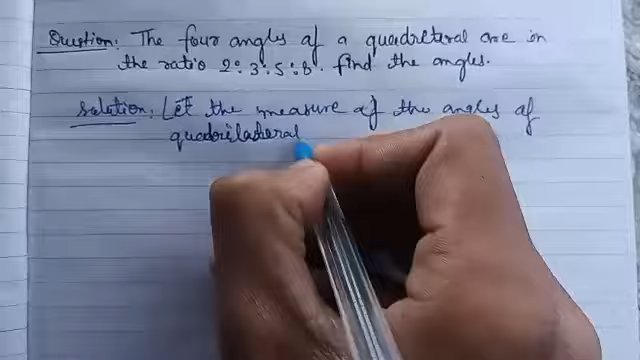 Question: The four angles of a quadreteral are in
the ratio 2:3:5:8. find the angles.
Solution: Let the measure of the angles of
quadrilateral